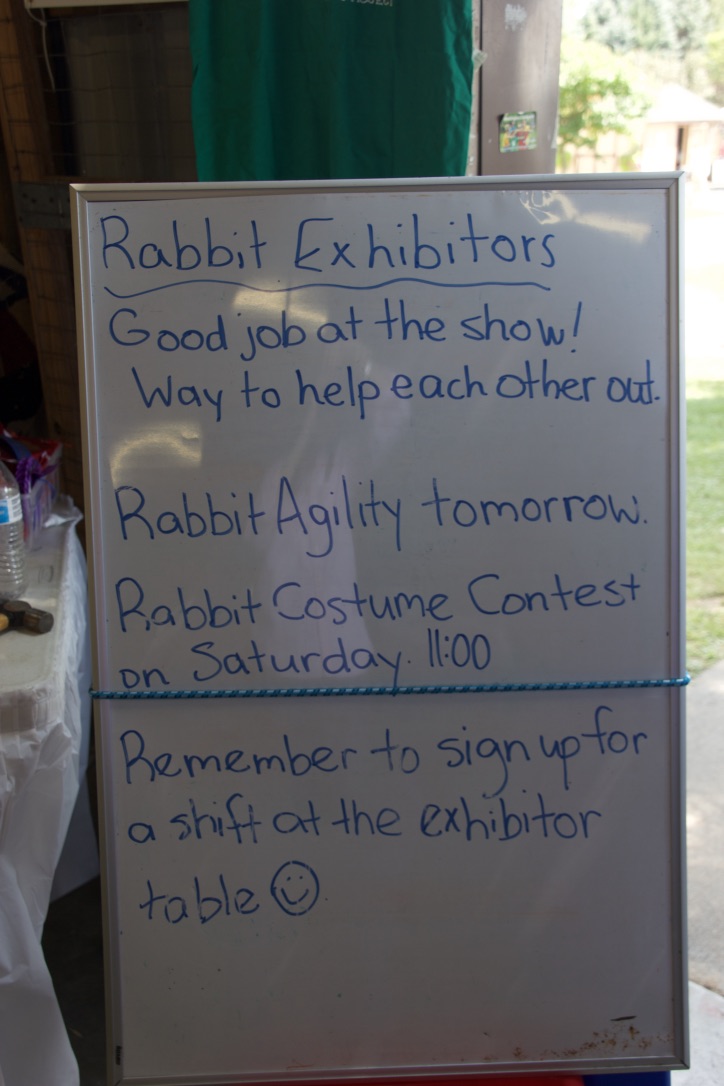 Rabbit Exhibitors
Good job at the show!
Way to help each other out.
Rabbit Agility tomorrow.
Rabbit Costume Contest
on Saturday. 11:00
Remember to sign up for
a shift at the exhibitor
table ☺